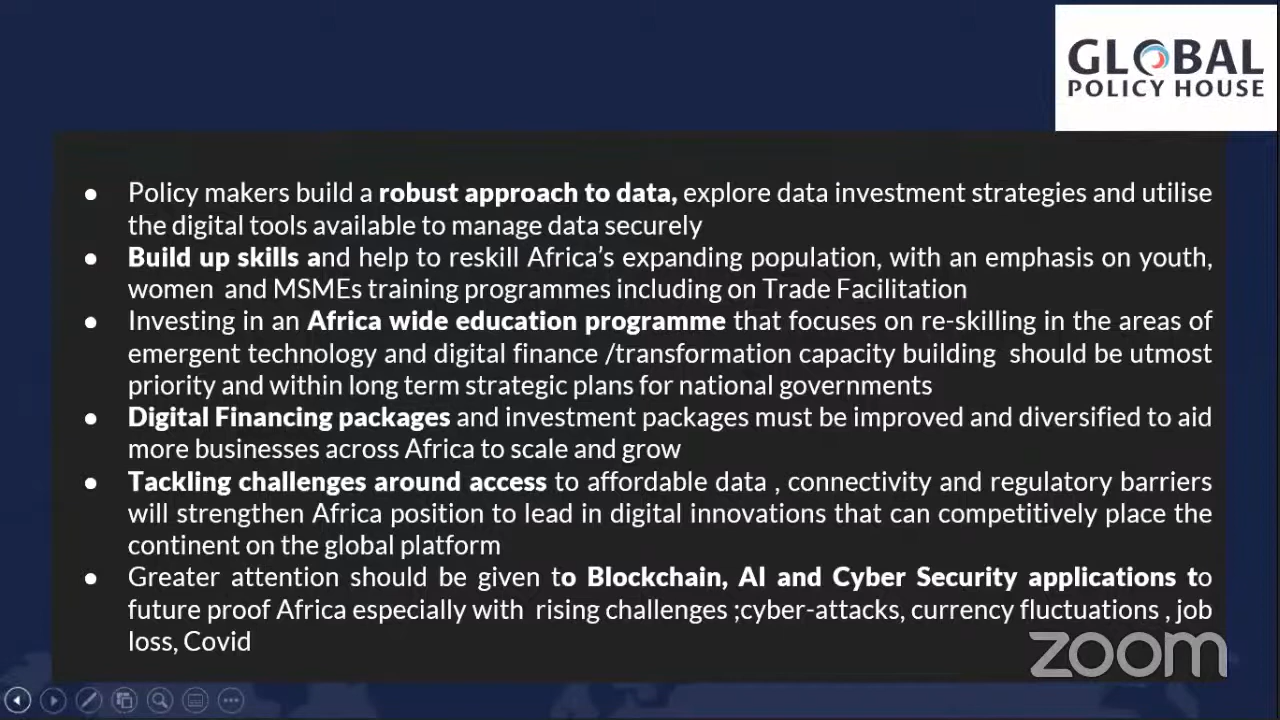 GLOBAL
POLICY HOUSE
● Policy makers build a robust approach to data, explore data investment strategies and utilise
the digital tools available to manage data securely
● Build up skills and help to reskill Africa’s expanding population, with an emphasis on youth,
women and MSMEs training programmes including on Trade Facilitation
● Investing in an Africa wide education programme that focuses on re-skilling in the areas of
emergent technology and digital finance /transformation capacity building should be utmost
priority and within long term strategic plans for national governments
● Digital Financing packages and investment packages must be improved and diversified to aid
more businesses across Africa to scale and grow
● Tackling challenges around access to affordable data , connectivity and regulatory barriers
will strengthen Africa position to lead in digital innovations that can competitively place the
continent on the global platform
● Greater attention should be given to Blockchain, AI and Cyber Security applications to
future proof Africa especially with rising challenges ;cyber-attacks, currency fluctuations , job
loss, Covid
zoom